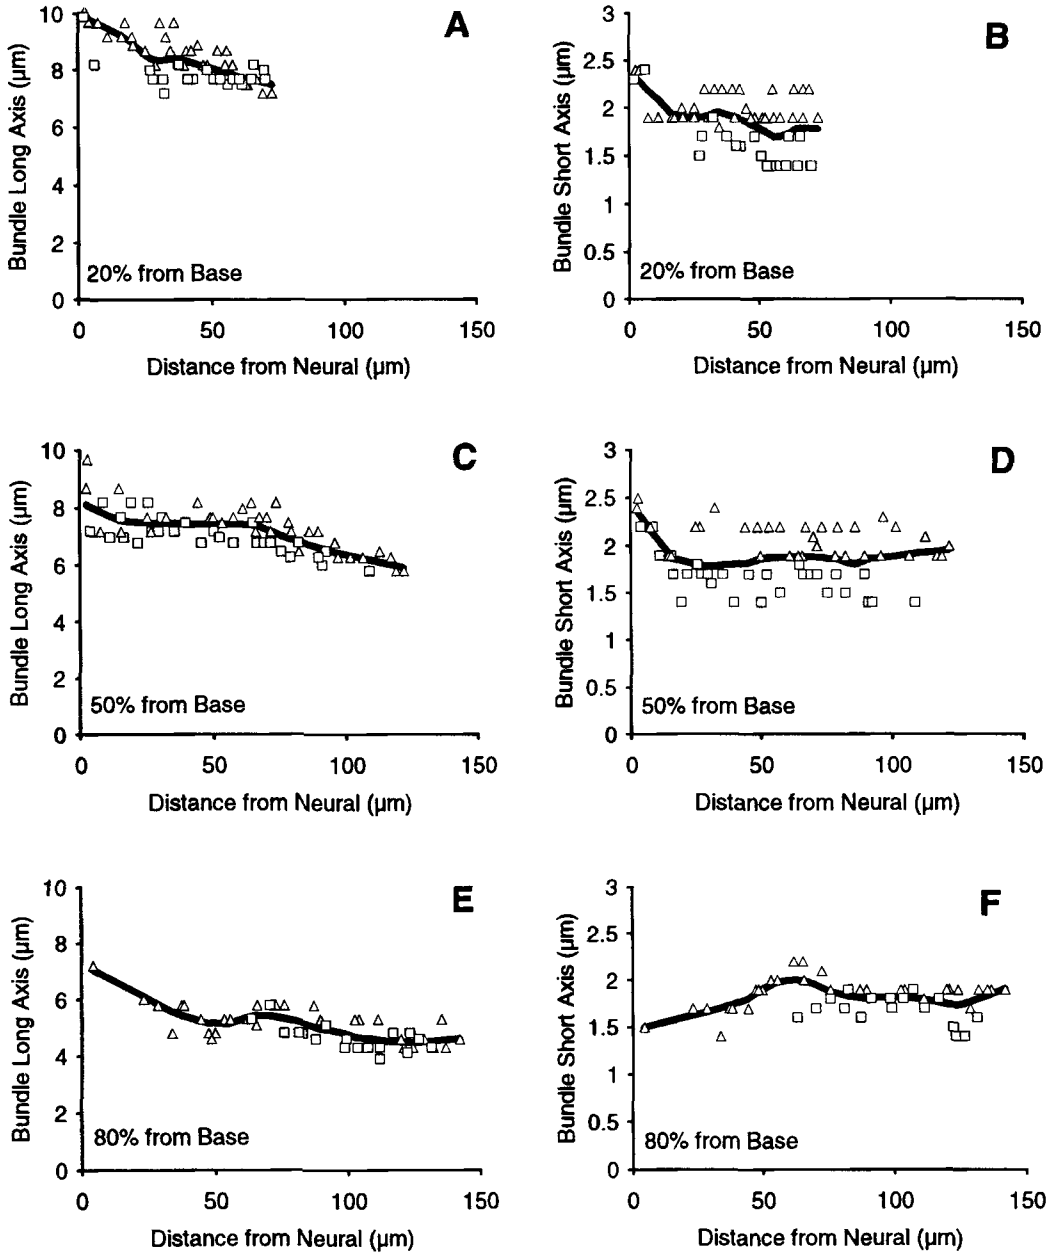 A
10
8
6
4
2
0
Bundle Long Axis (µm)
20% from Base
0 50 100 150
Distance from Neural (µm)
B
3
2.5
2
1.5
1
0.5
0
Bundle Short Axis (µm)
20% from Base
0 50 100 150
Distance from Neural (µm)
C
10
8
6
4
2
0
Bundle Long Axis (µm)
50% from Base
0 50 100 150
Distance from Neural (µm)
D
3
2.5
2
1.5
1
0.5
0
Bundle Short Axis (µm)
50% from Base
0 50 100 150
Distance from Neural (µm)
E
10
8
6
4
2
0
Bundle Long Axis (µm)
80% from Base
0 50 100 150
Distance from Neural (µm)
F
3
2.5
2
1.5
1
0.5
0
Bundle Short Axis (µm)
80% from Base
0 50 100 150
Distance from Neural (µm)